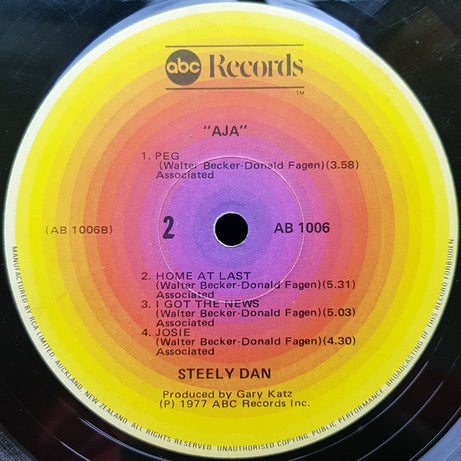 abc Records
TM
"AJA"
1. PEG
(Walter Becker-Donald Fagen)(3.58)
Associated
(AB 1006B)
2
AB 1006
2. HOME AT LAST
(Walter Becker-Donald Fagen)(5.31)
Associated
3. I GOT THE NEWS
(Walter Becker-Donald Fagen)(5.03)
Associated
4. JOSIE
(Walter Becker-Donald Fagen)(4.30)
Associated
STEELY DAN
Produced by Gary Katz
(P) 1977 ABC Records Inc.
MANUFACTURED BY RCA LIMITED, AUCKLAND, NEW ZEALAND. ALL RIGHTS RESERVED. UNAUTHORISED COPYING, PUBLIC PERFORMANCE, BROADCASTING OF THIS RECORD FORBIDDEN